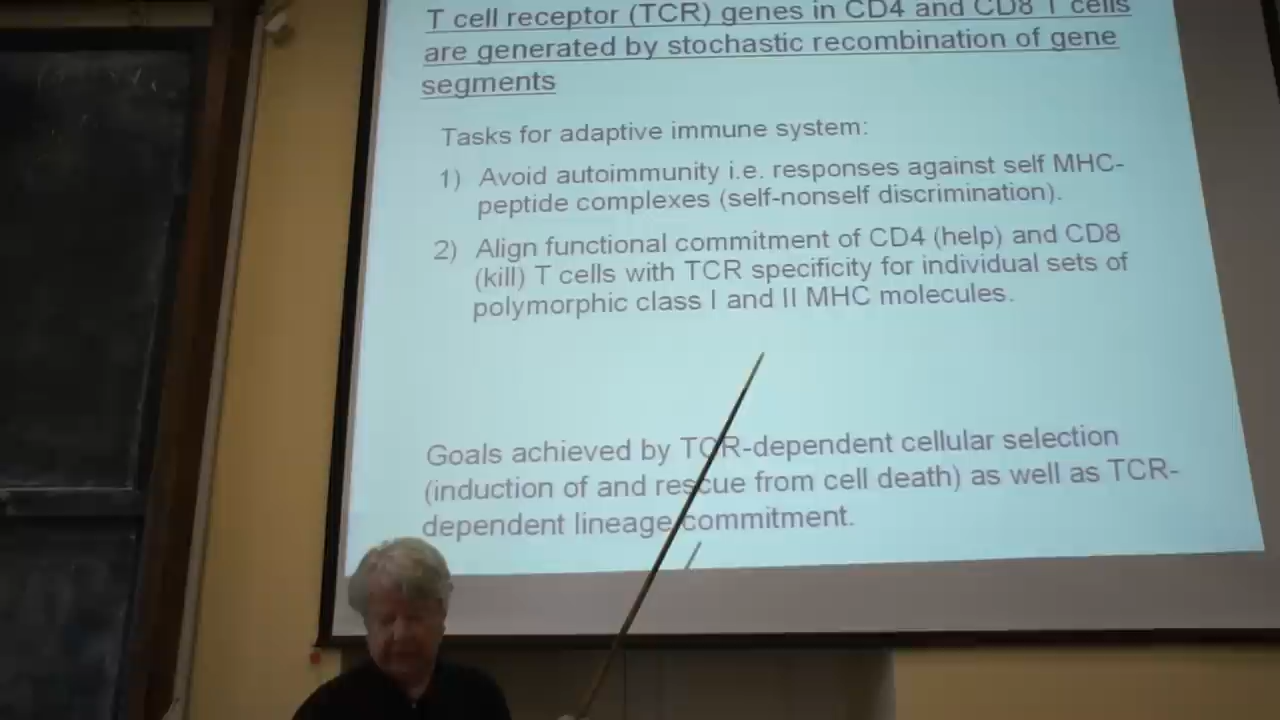 T cell receptor (TCR) genes in CD4 and CD8 T cells
are generated by stochastic recombination of gene
segments
Tasks for adaptive immune system:
1) Avoid autoimmunity i.e. responses against self MHC-
peptide complexes (self-nonself discrimination).
2) Align functional commitment of CD4 (help) and CD8
(kill) T cells with TCR specificity for individual sets of
polymorphic class I and II MHC molecules.
Goals achieved by TCR-dependent cellular selection
(induction of and rescue from cell death) as well as TCR-
dependent lineage commitment.